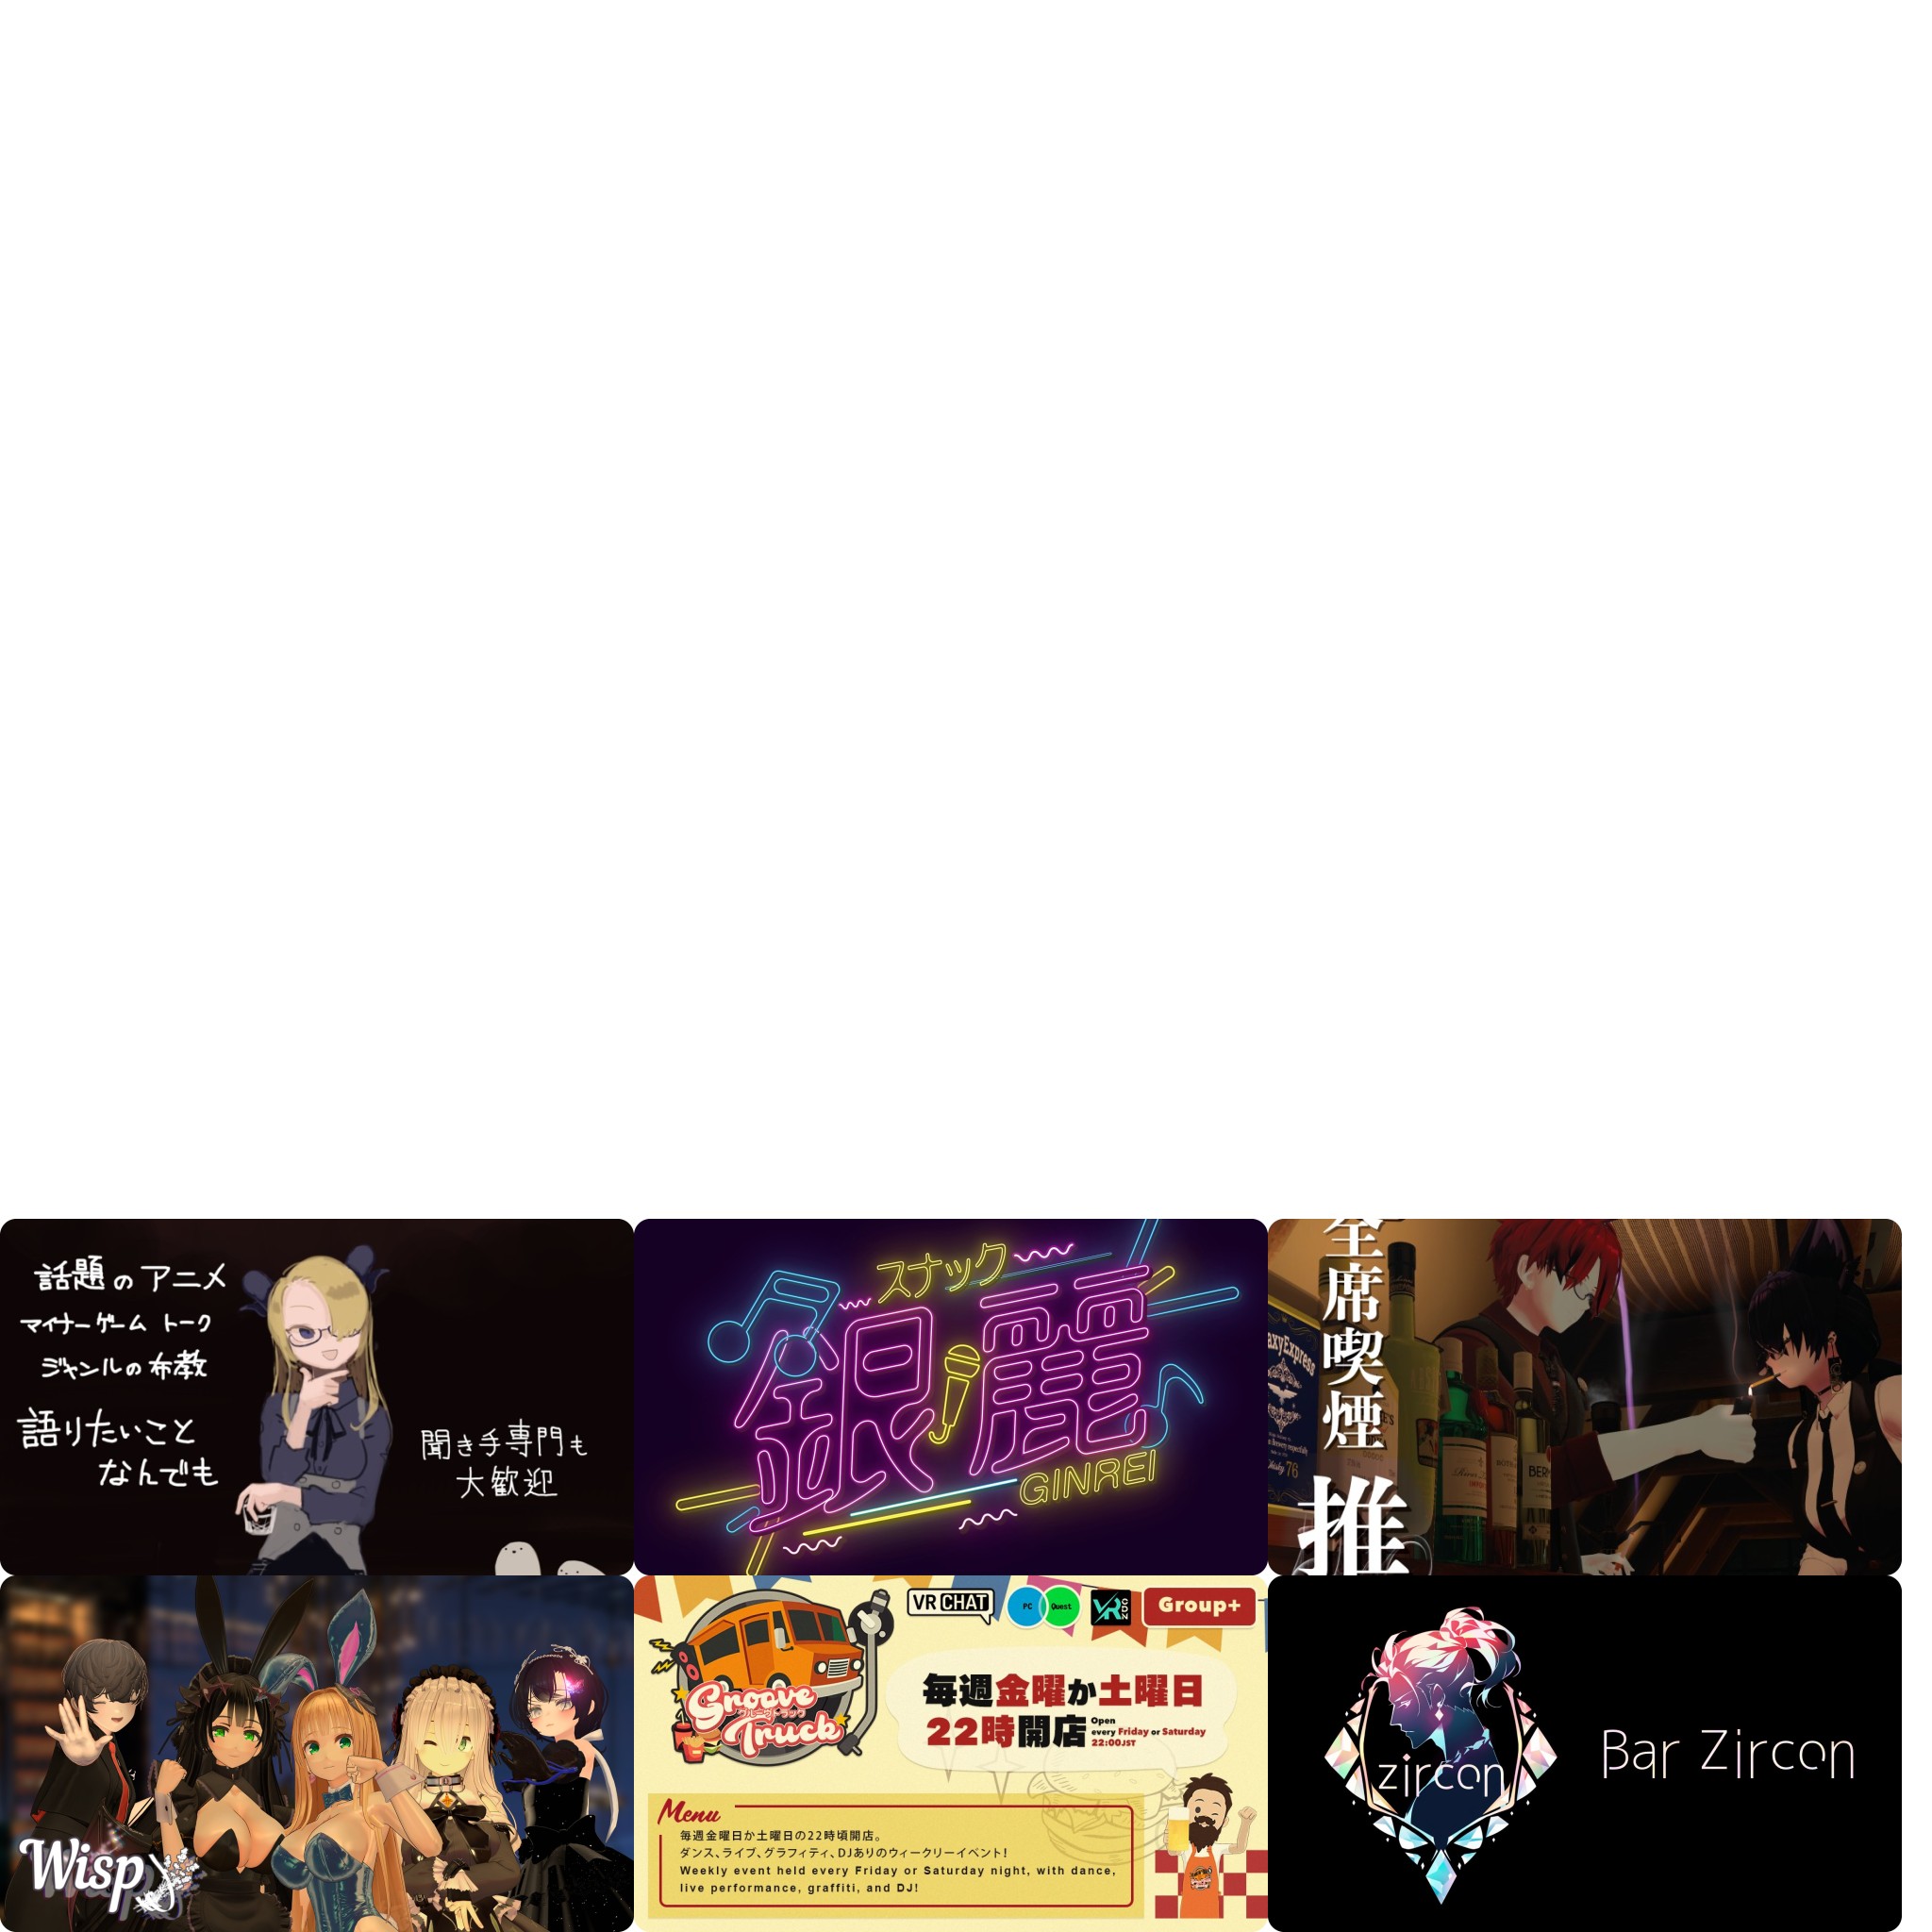 話題のアニメ
マイナーゲーム トーク
ジャンルの布教
語りたいこと
なんでも
聞き手専門も
大歓迎
スナック
銀麗
GINREI
全席喫煙
推
axyExpress
76
BER
Wisp
VRCHAT
PC
Quest
VR
CDN
Group+
Groove
グルーヴトラック
Truck
毎週金曜か土曜日
22時開店
Open
every Friday or Saturday
22:00JST
Menu
毎週金曜日か土曜日の22時頃開店。
ダンス、ライブ、グラフィティ、DJありのウィークリーイベント!
Weekly event held every Friday or Saturday night, with dance,
live performance, graffiti, and DJ!
zircon
Bar Zircon